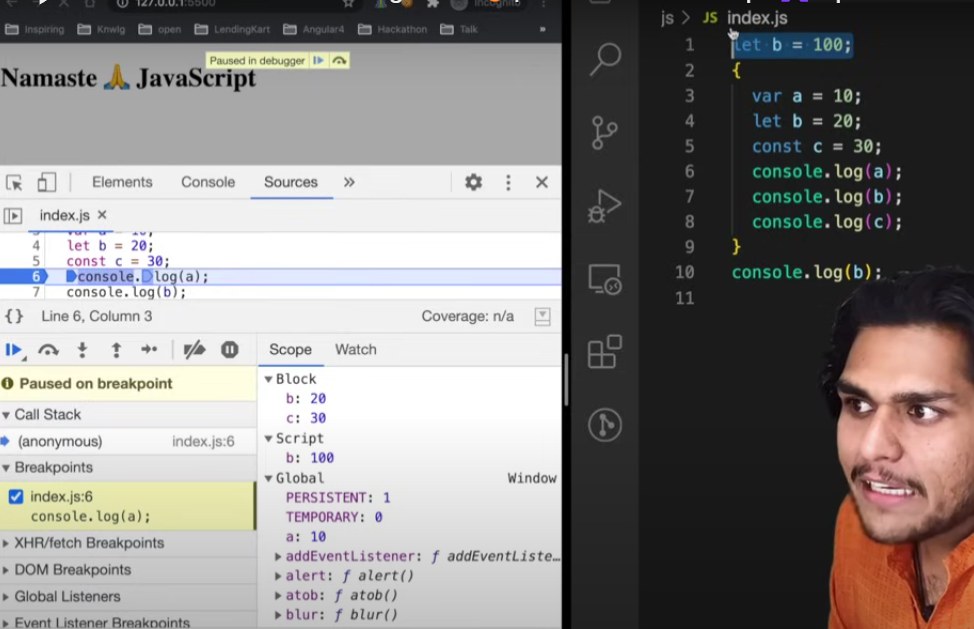 127.0.0.1:5500
Incognito
Inspiring Knwlg open LendingKart Angular4 Hackathon Talk »
Paused in debugger
Namaste 🙏 JavaScript
Elements Console Sources »
index.js ×
3 var a = 10;
4 let b = 20;
5 const c = 30;
6 console.log(a);
7 console.log(b);
{} Line 6, Column 3 Coverage: n/a
Scope Watch
Paused on breakpoint
Call Stack
(anonymous) index.js:6
Breakpoints
index.js:6
console.log(a);
XHR/fetch Breakpoints
DOM Breakpoints
Global Listeners
Event Listener Breakpoints
Block
b: 20
c: 30
Script
b: 100
Global Window
PERSISTENT: 1
TEMPORARY: 0
a: 10
addEventListener: ƒ addEventListe…
alert: ƒ alert()
atob: ƒ atob()
blur: ƒ blur()
js > JS index.js
1 let b = 100;
2 {
3 var a = 10;
4 let b = 20;
5 const c = 30;
6 console.log(a);
7 console.log(b);
8 console.log(c);
9 }
10 console.log(b);
11